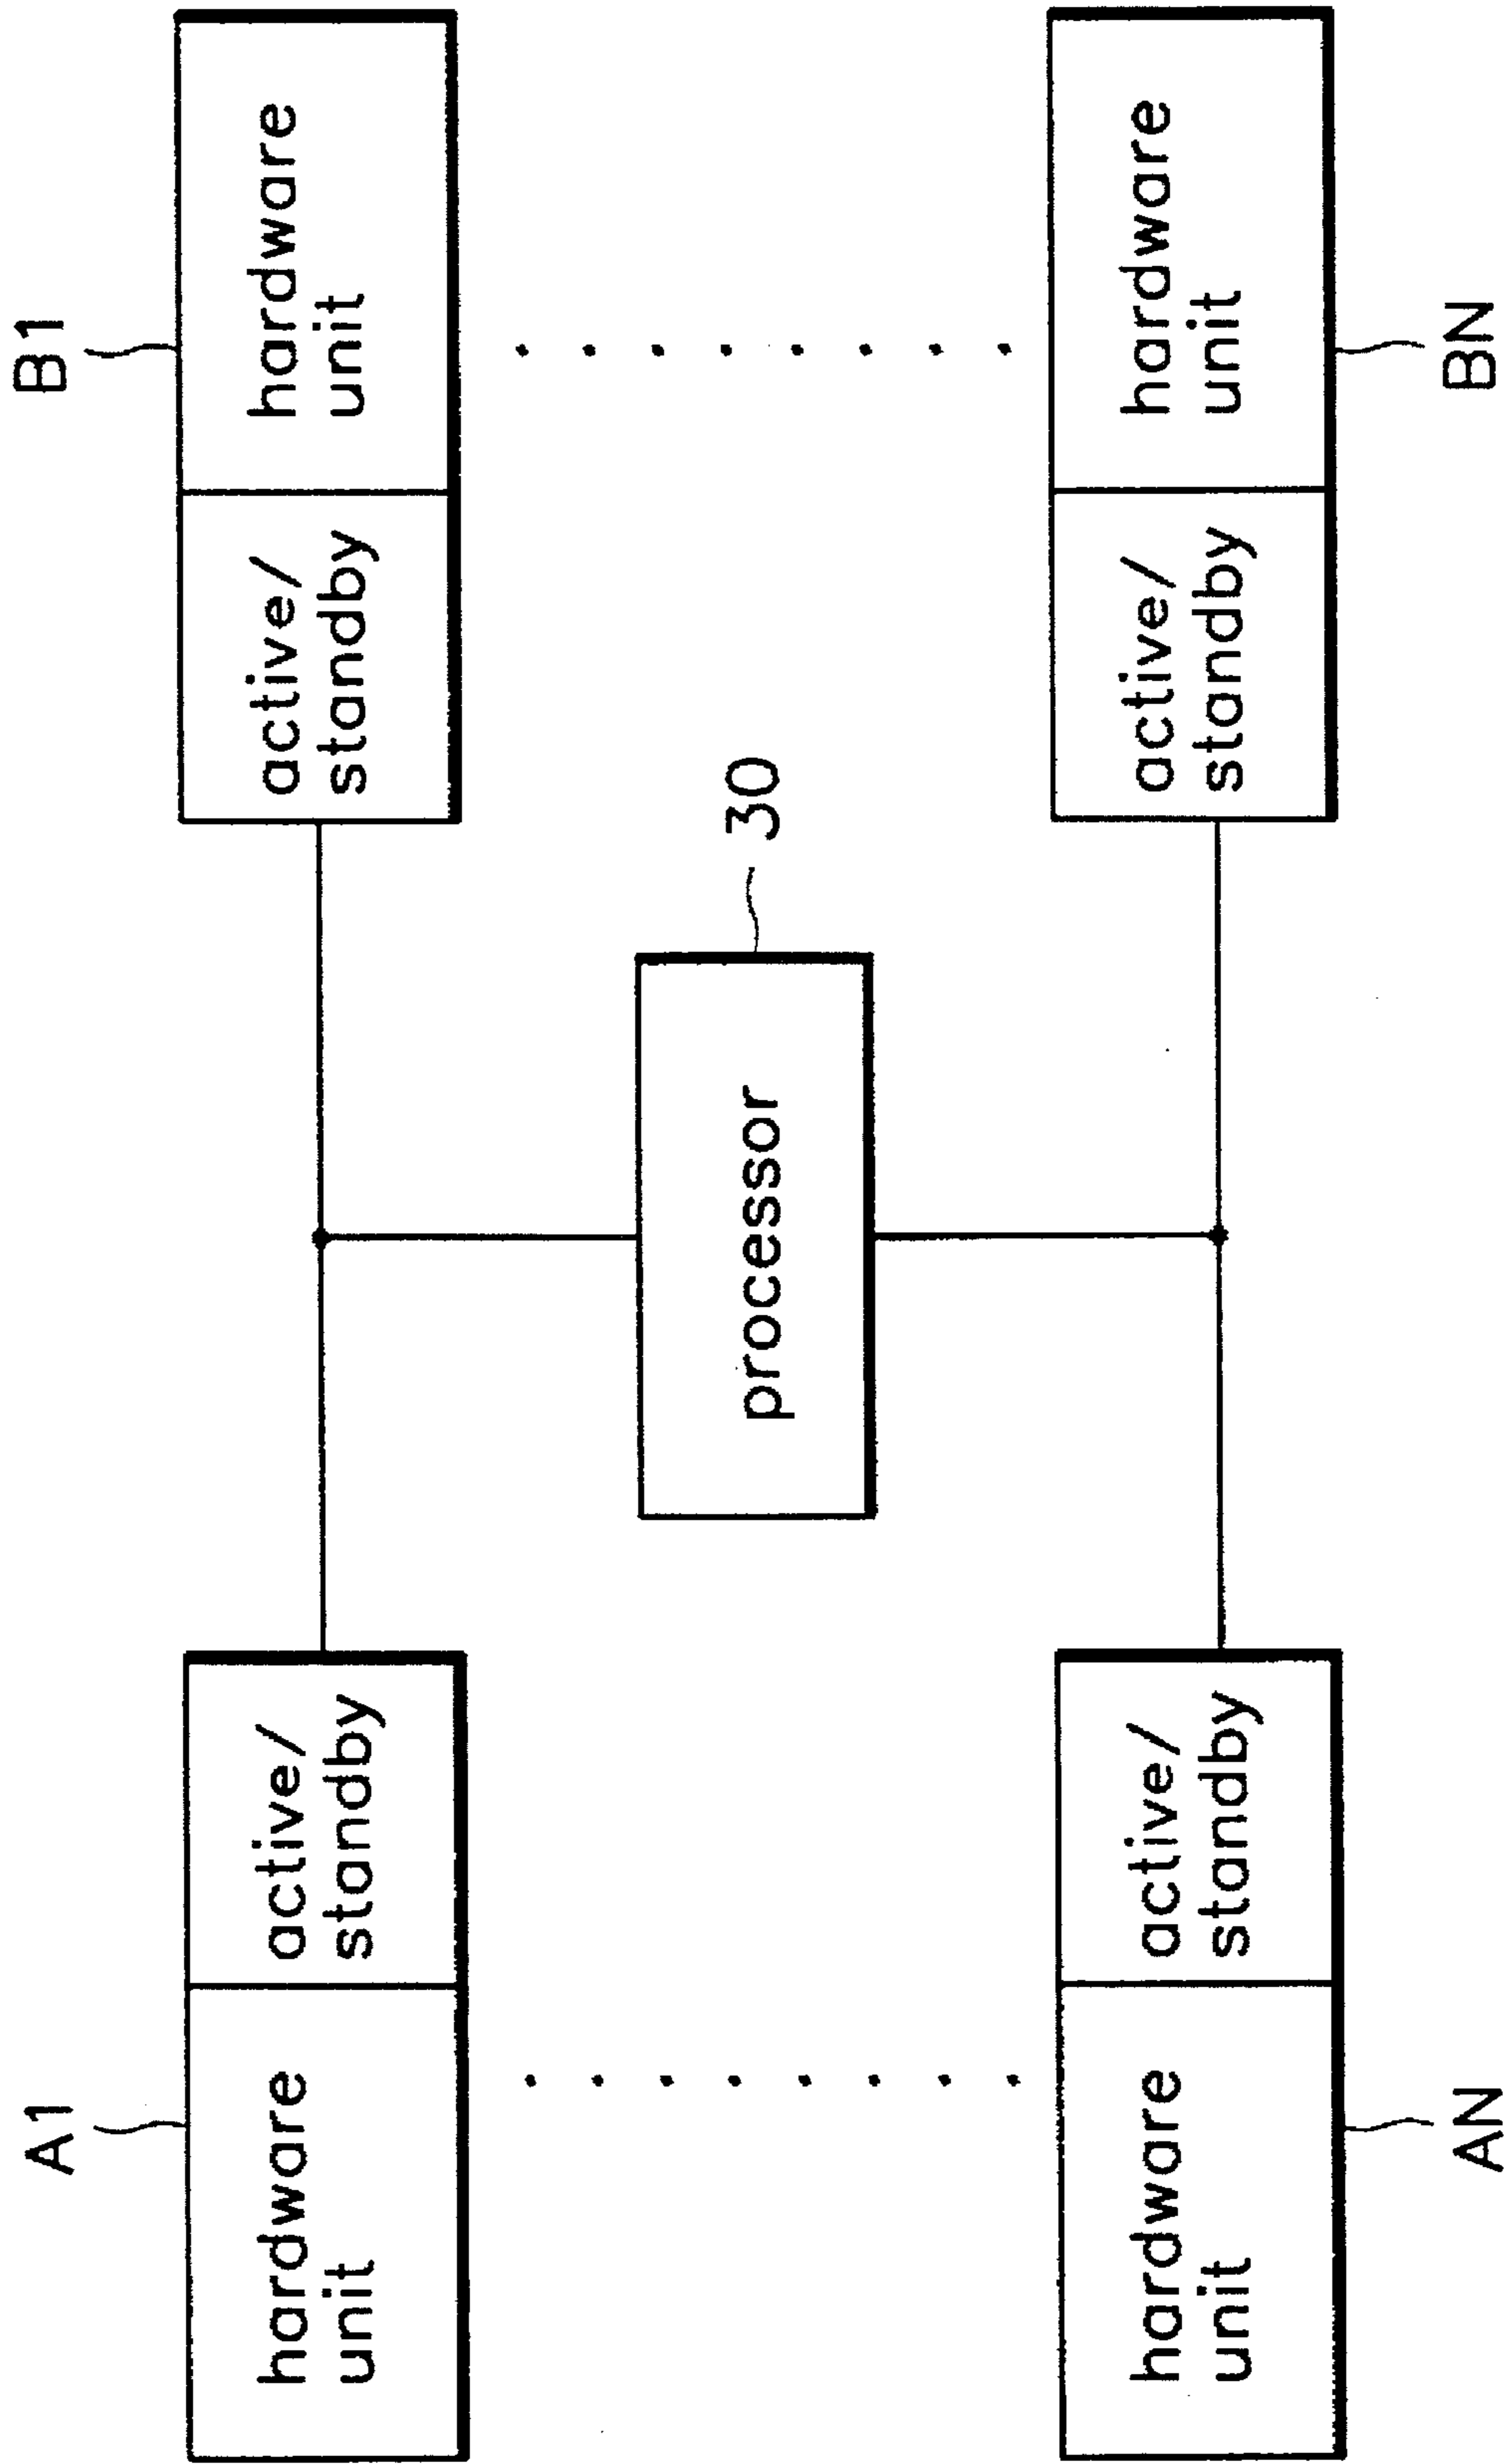 A1
hardware
unit
active/
standby
B1
active/
standby
hardware
unit
processor
30
AN
hardware
unit
active/
standby
BN
active/
standby
hardware
unit